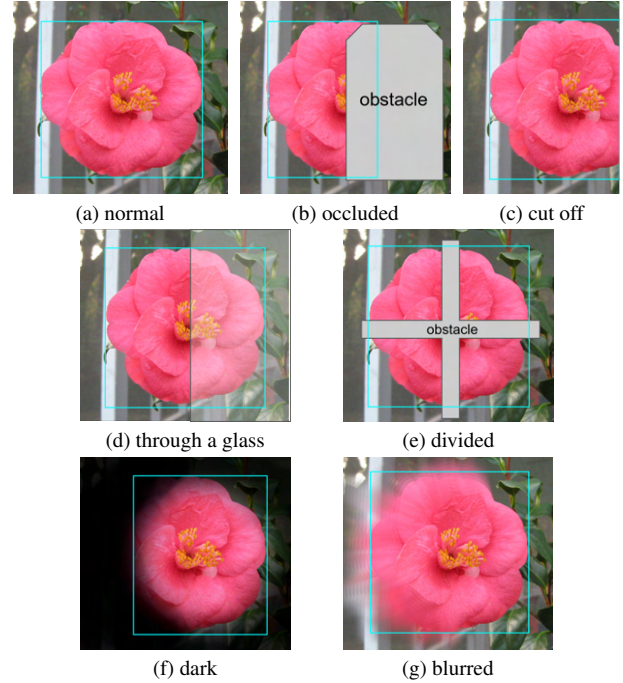 obstacle
(a) normal
(b) occluded
(c) cut off
obstacle
(d) through a glass
(e) divided
(f) dark
(g) blurred